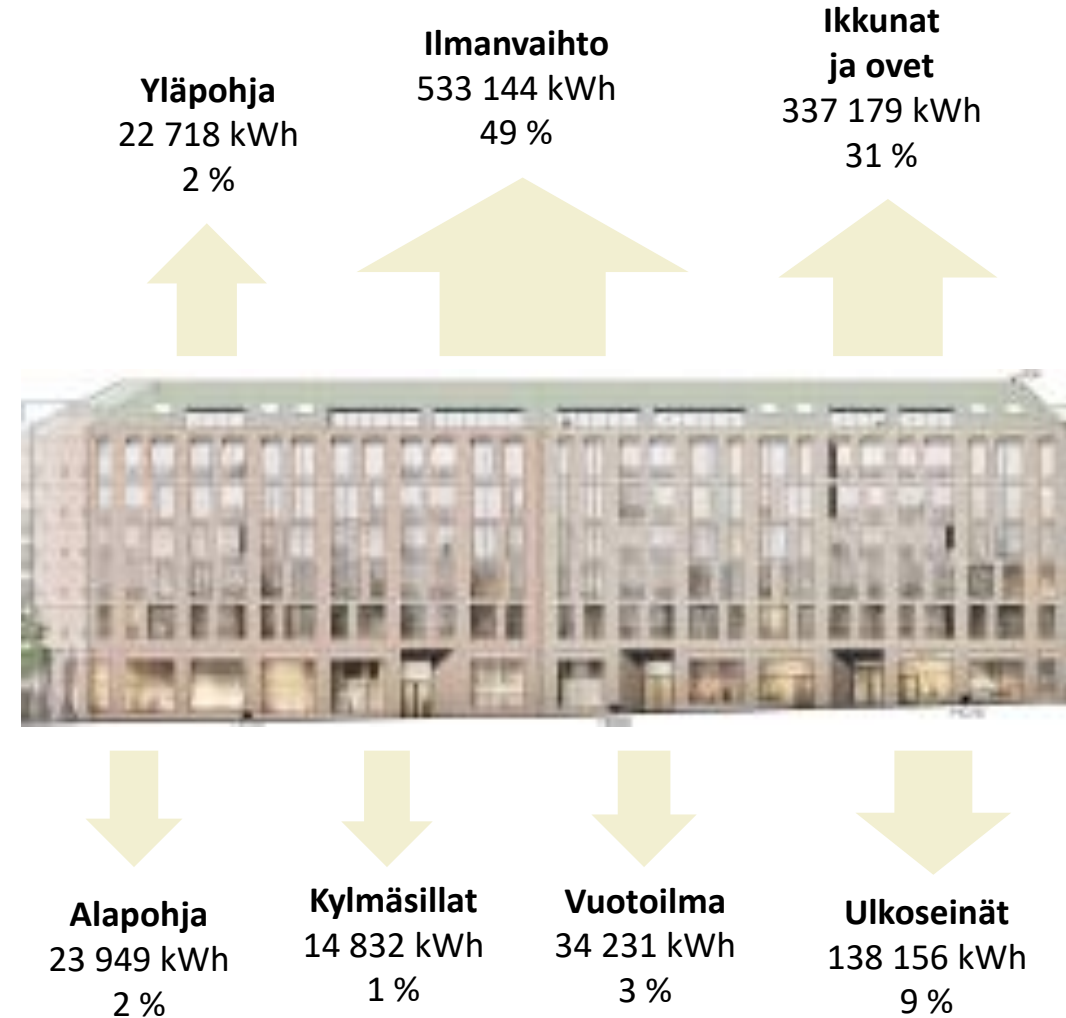 Yläpohja
22 718 kWh
2 %
Ilmanvaihto
533 144 kWh
49 %
Ikkunat
ja ovet
337 179 kWh
31 %
Alapohja
23 949 kWh
2 %
Kylmäsillat
14 832 kWh
1 %
Vuotoilma
34 231 kWh
3 %
Ulkoseinät
138 156 kWh
9 %